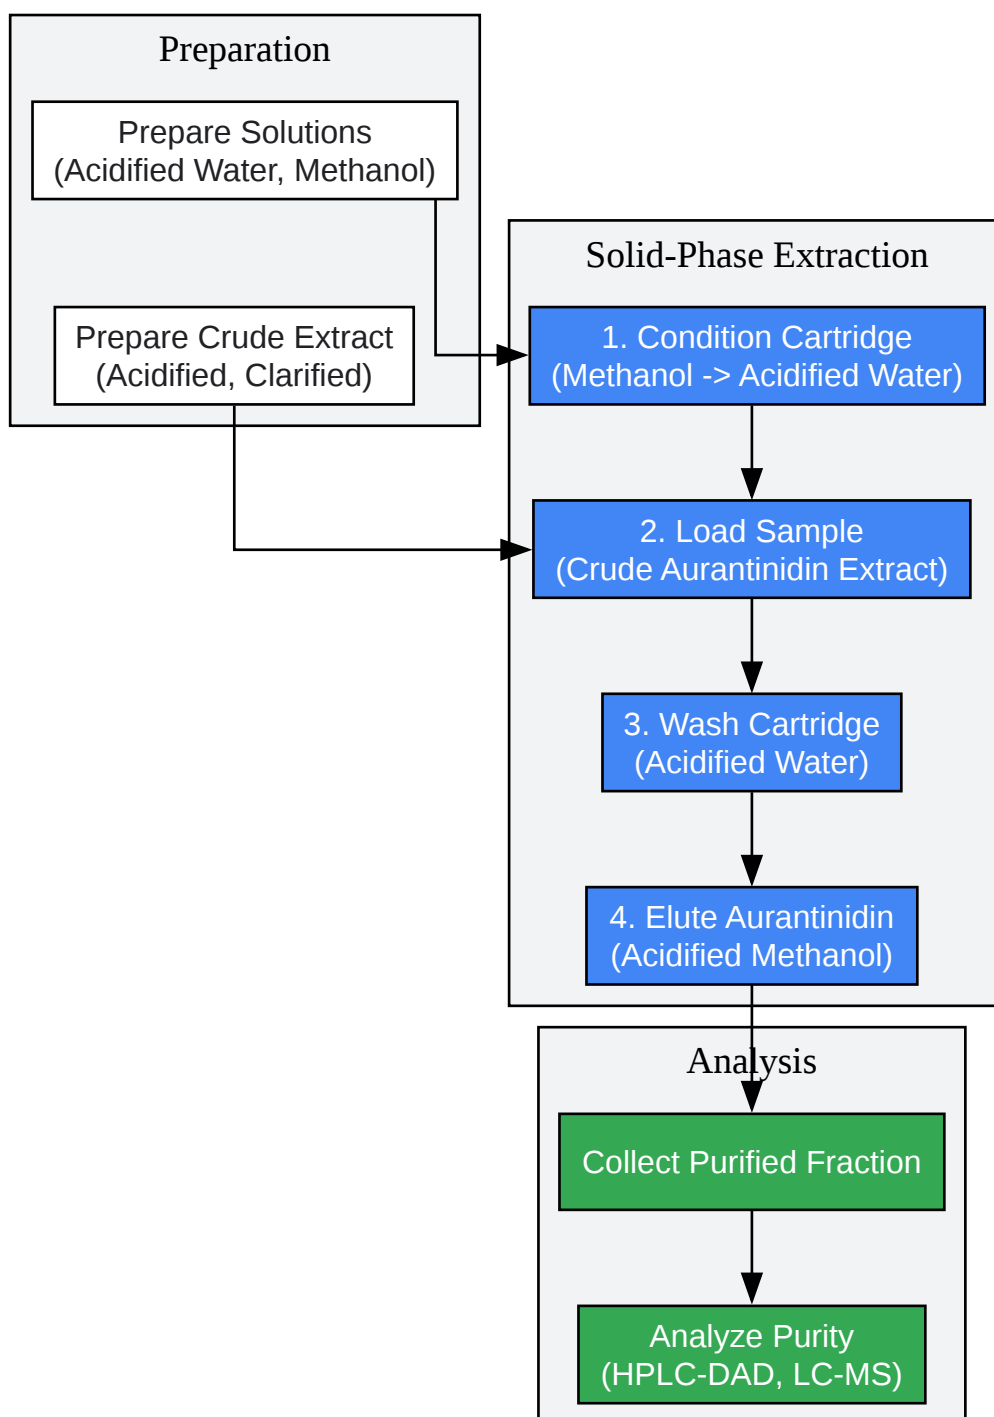 Preparation
Prepare Solutions
(Acidified Water, Methanol)
Prepare Crude Extract
(Acidified, Clarified)
Solid-Phase Extraction
1. Condition Cartridge
(Methanol -> Acidified Water)
2. Load Sample
(Crude Aurantinidin Extract)
3. Wash Cartridge
(Acidified Water)
4. Elute Aurantinidin
(Acidified Methanol)
Analysis
Collect Purified Fraction
Analyze Purity
(HPLC-DAD, LC-MS)